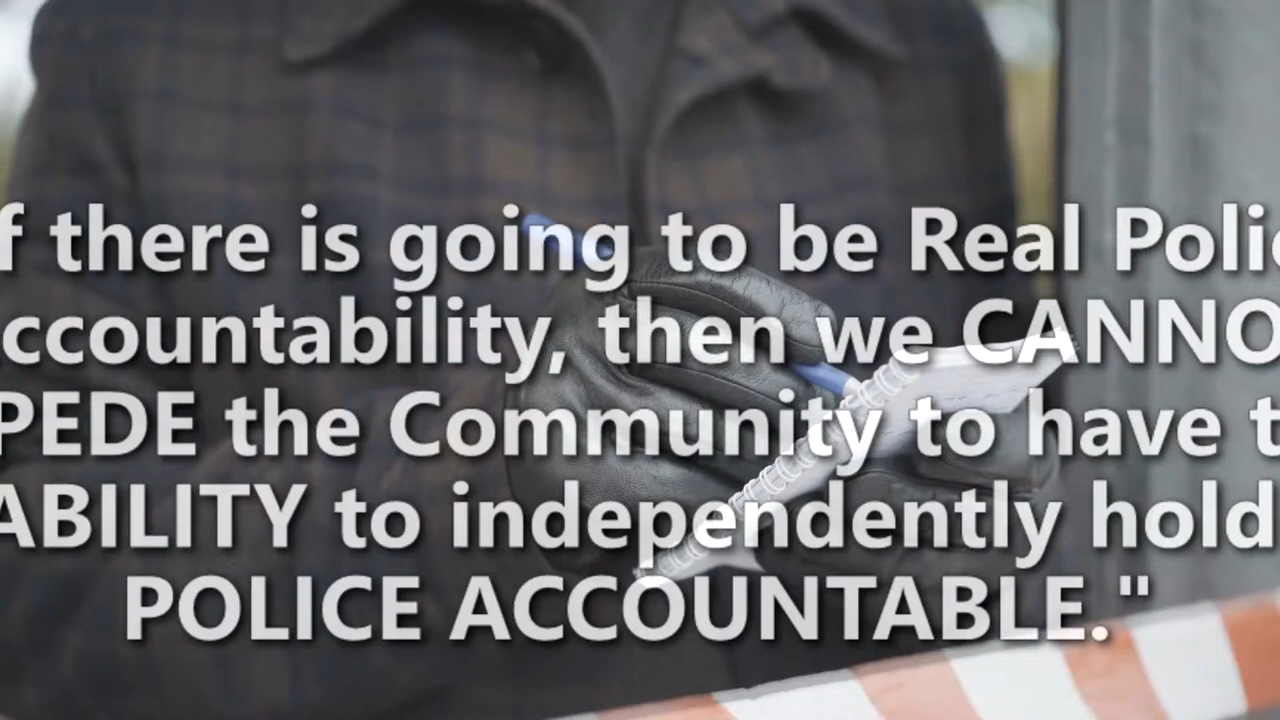 f there is going to be Real Polic
ccountability, then we CANNO
PEDE the Community to have t
ABILITY to independently hold
POLICE ACCOUNTABLE."